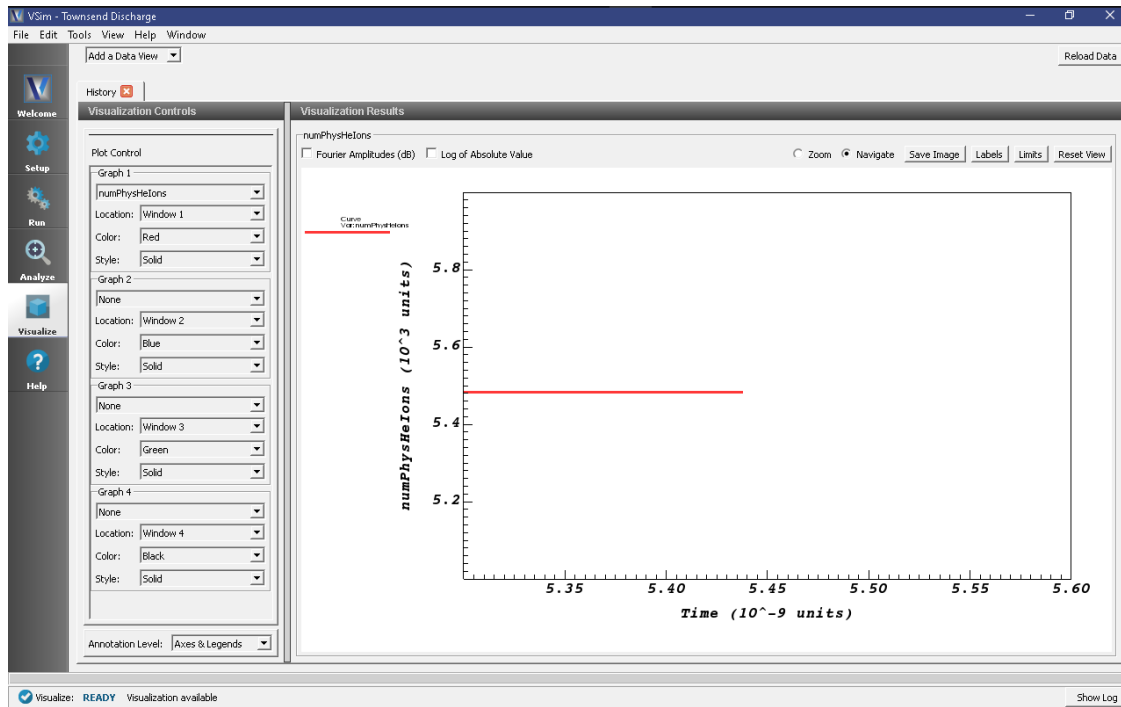 VSim - Townsend Discharge
File Edit Tools View Help Window
Add a Data View
Reload Data
History
Welcome
Setup
Run
Analyze
Visualize
Help
Visualization Controls
Plot Control
Graph 1
numPhysHeIons
Location: Window 1
Color: Red
Style: Solid
Graph 2
None
Location: Window 2
Color: Blue
Style: Solid
Graph 3
None
Location: Window 3
Color: Green
Style: Solid
Graph 4
None
Location: Window 4
Color: Black
Style: Solid
Annotation Level: Axes & Legends
Visualization Results
numPhysHeIons
Fourier Amplitudes (dB) Log of Absolute Value Zoom Navigate Save Image Labels Limits Reset View
Curve
Var:numPhysHeIons
numPhysHeIons (10^3 units)
5.8
5.6
5.4
5.2
5.35 5.40 5.45 5.50 5.55 5.60
Time (10^-9 units)
Visualize: READY Visualization available
Show Log